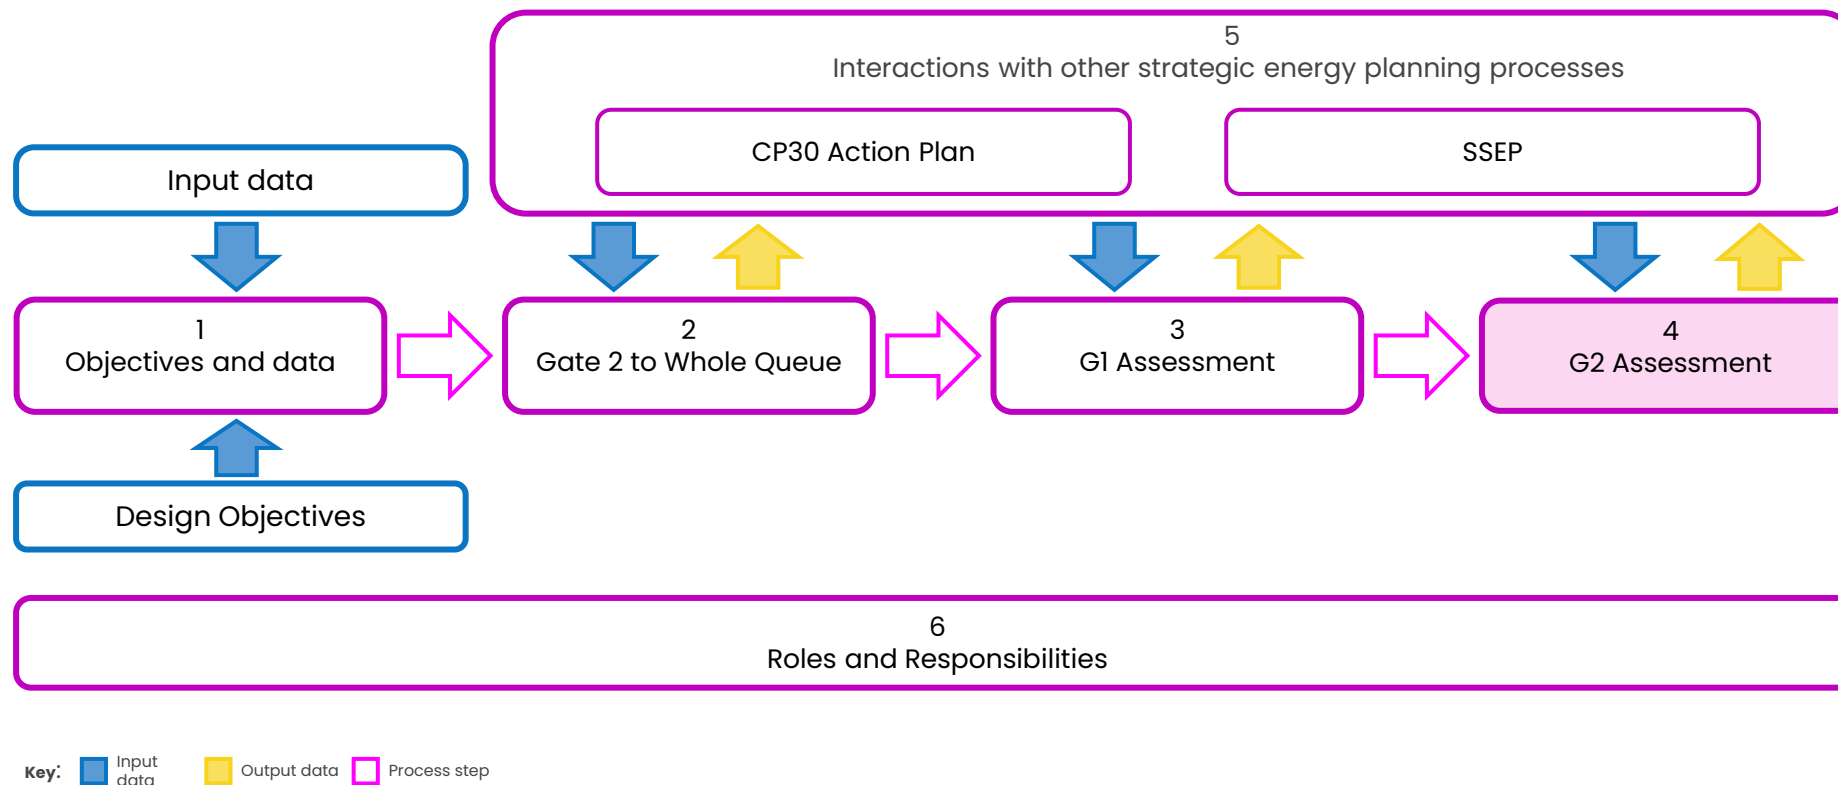 5
Interactions with other strategic energy planning processes
CP30 Action Plan
SSEP
Input data
1
Objectives and data
2
Gate 2 to Whole Queue
3
G1 Assessment
4
G2 Assessment
Design Objectives
6
Roles and Responsibilities
Key:
Input
data
Output data
Process step